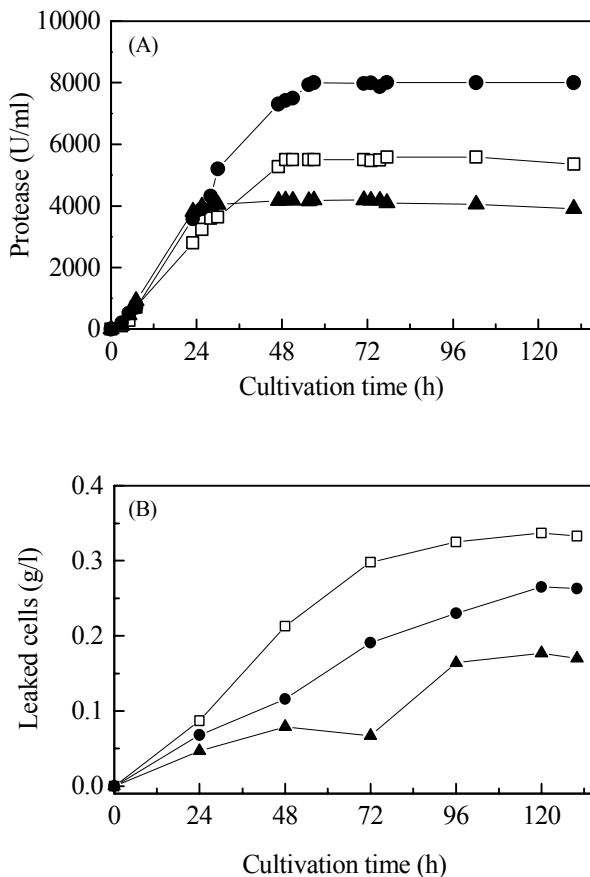 (A)
Protease (U/ml)
10000
8000
6000
4000
2000
0
0 24 48 72 96 120
Cultivation time (h)
(B)
Leaked cells (g/l)
0.4
0.3
0.2
0.1
0.0
0 24 48 72 96 120
Cultivation time (h)